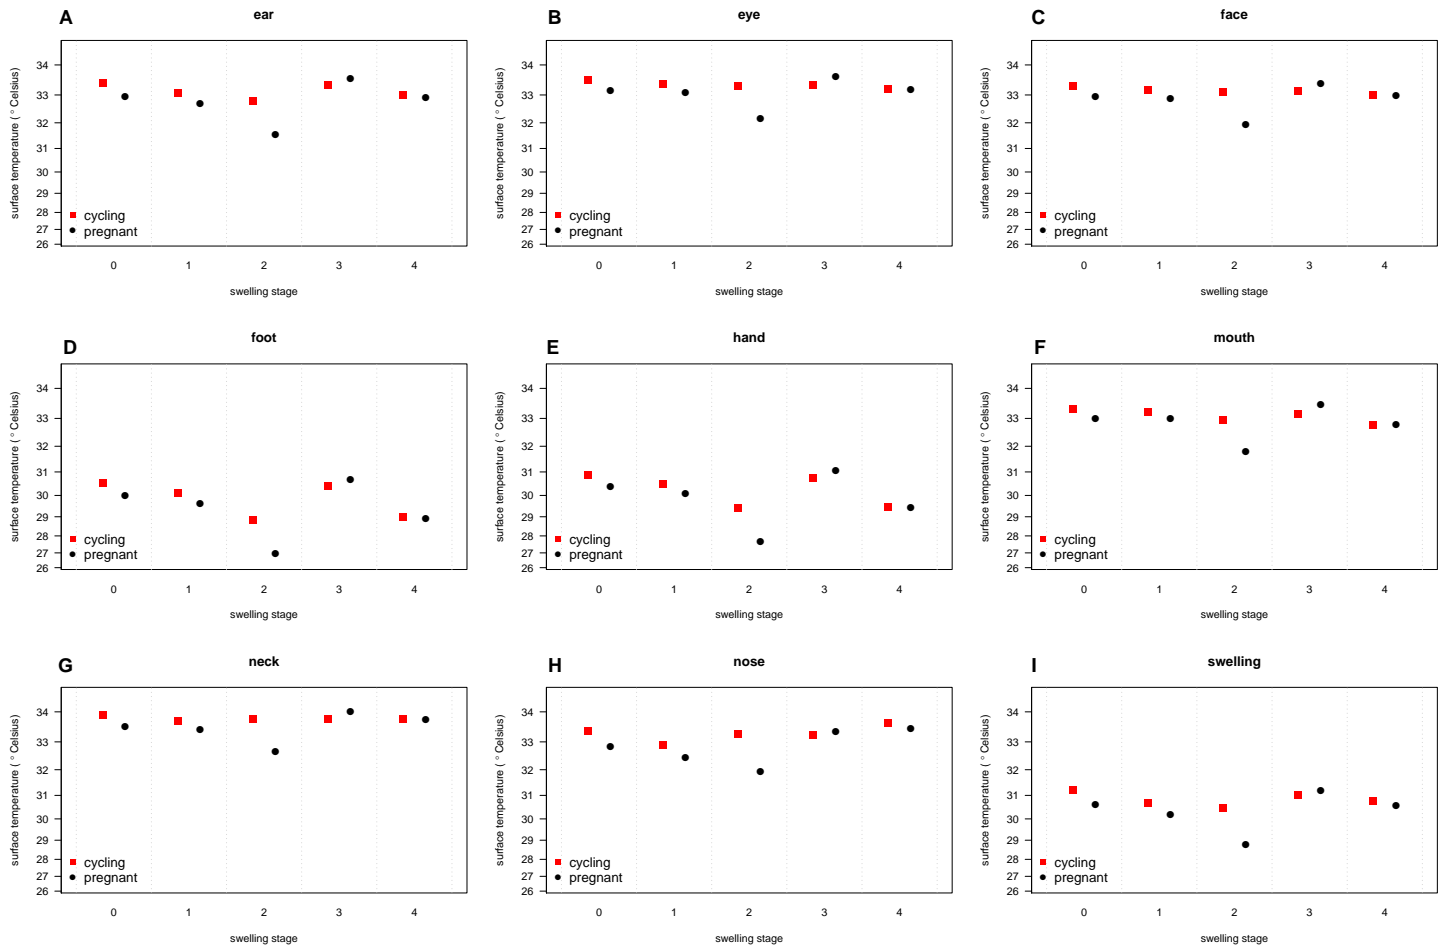 A
ear
surface temperature ( ° Celsius)
34
33
32
31
30
29
28
27
26
cycling
pregnant
0 1 2 3 4
swelling stage
B
eye
surface temperature ( ° Celsius)
34
33
32
31
30
29
28
27
26
cycling
pregnant
0 1 2 3 4
swelling stage
C
face
surface temperature ( ° Celsius)
34
33
32
31
30
29
28
27
26
cycling
pregnant
0 1 2 3 4
swelling stage
D
foot
surface temperature ( ° Celsius)
34
33
32
31
30
29
28
27
26
cycling
pregnant
0 1 2 3 4
swelling stage
E
hand
surface temperature ( ° Celsius)
34
33
32
31
30
29
28
27
26
cycling
pregnant
0 1 2 3 4
swelling stage
F
mouth
surface temperature ( ° Celsius)
34
33
32
31
30
29
28
27
26
cycling
pregnant
0 1 2 3 4
swelling stage
G
neck
surface temperature ( ° Celsius)
34
33
32
31
30
29
28
27
26
cycling
pregnant
0 1 2 3 4
swelling stage
H
nose
surface temperature ( ° Celsius)
34
33
32
31
30
29
28
27
26
cycling
pregnant
0 1 2 3 4
swelling stage
I
swelling
surface temperature ( ° Celsius)
34
33
32
31
30
29
28
27
26
cycling
pregnant
0 1 2 3 4
swelling stage